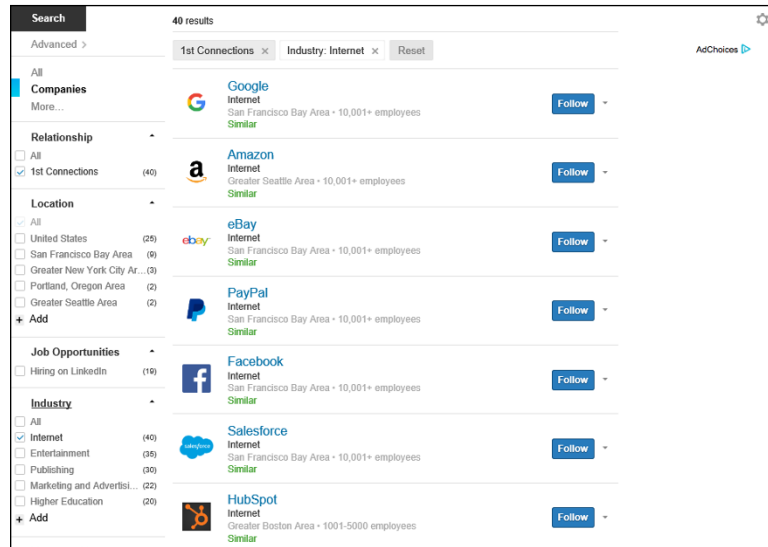 Search
Advanced >
All
Companies
More...
Relationship
All
1st Connections (40)
Location
All
United States (25)
San Francisco Bay Area (9)
Greater New York City Ar...(3)
Portland, Oregon Area (2)
Greater Seattle Area (2)
+ Add
Job Opportunities
Hiring on LinkedIn (19)
Industry
All
Internet (40)
Entertainment (35)
Publishing (30)
Marketing and Advertisi... (22)
Higher Education (20)
+ Add
40 results
1st Connections × Industry: Internet × Reset
Google
Internet
San Francisco Bay Area • 10,001+ employees
Similar
Follow
a
Amazon
Internet
Greater Seattle Area • 10,001+ employees
Similar
Follow
ebay
eBay
Internet
San Francisco Bay Area • 10,001+ employees
Similar
Follow
PayPal
Internet
San Francisco Bay Area • 10,001+ employees
Similar
Follow
f
Facebook
Internet
San Francisco Bay Area • 10,001+ employees
Similar
Follow
salesforce
Salesforce
Internet
San Francisco Bay Area • 10,001+ employees
Similar
Follow
HubSpot
Internet
Greater Boston Area • 1001-5000 employees
Similar
Follow
AdChoices